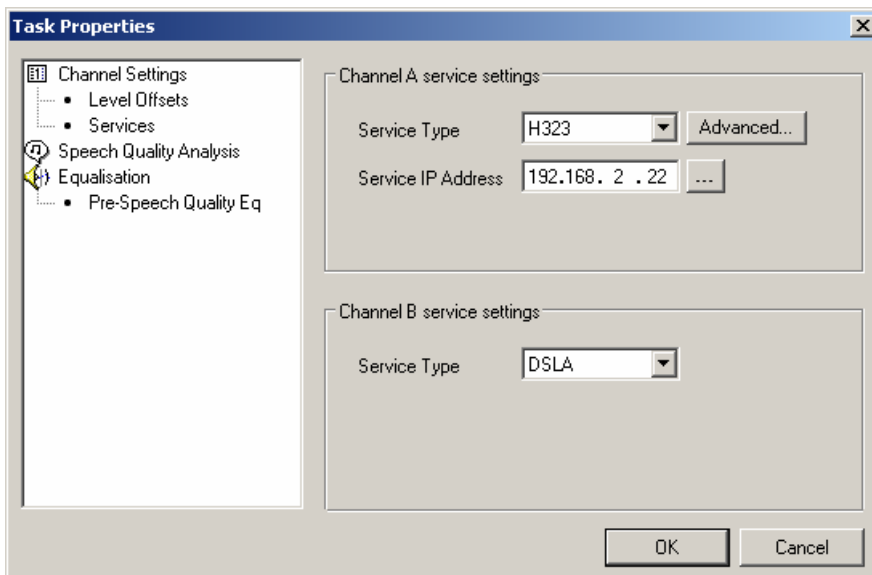 Task Properties
Channel Settings
Level Offsets
Services
Speech Quality Analysis
Equalisation
Pre-Speech Quality Eq
Channel A service settings
Service Type H323 Advanced...
Service IP Address 192.168. 2 .22 ...
Channel B service settings
Service Type DSLA
OK Cancel